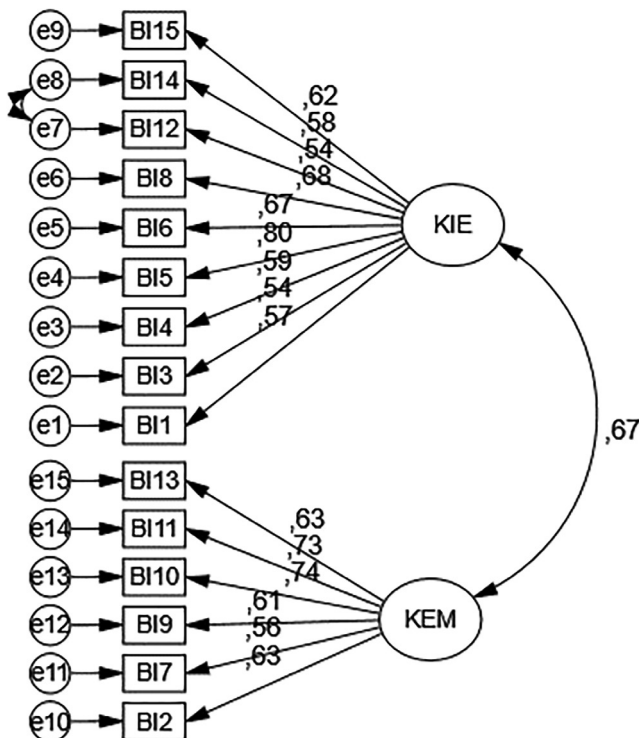 e9 BI15
e8 BI14
e7 BI12
e6 BI8
e5 BI6
e4 BI5
e3 BI4
e2 BI3
e1 BI1
,62
,58
,54
,68
,67
,80
,59
,54
,57
KIE
,67
e15 BI13
e14 BI11
e13 BI10
e12 BI9
e11 BI7
e10 BI2
,63
,73
,74
,61
,56
,63
KEM